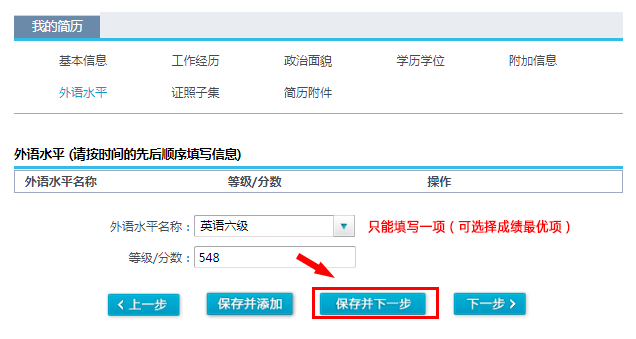 我的简历
基本信息 工作经历 政治面貌 学历学位 附加信息
外语水平 证照子集 简历附件
外语水平 (请按时间的先后顺序填写信息)
外语水平名称 等级/分数 操作
外语水平名称： 英语六级 只能填写一项（可选择成绩最优项）
等级/分数： 548
上一步 保存并添加 保存并下一步 下一步